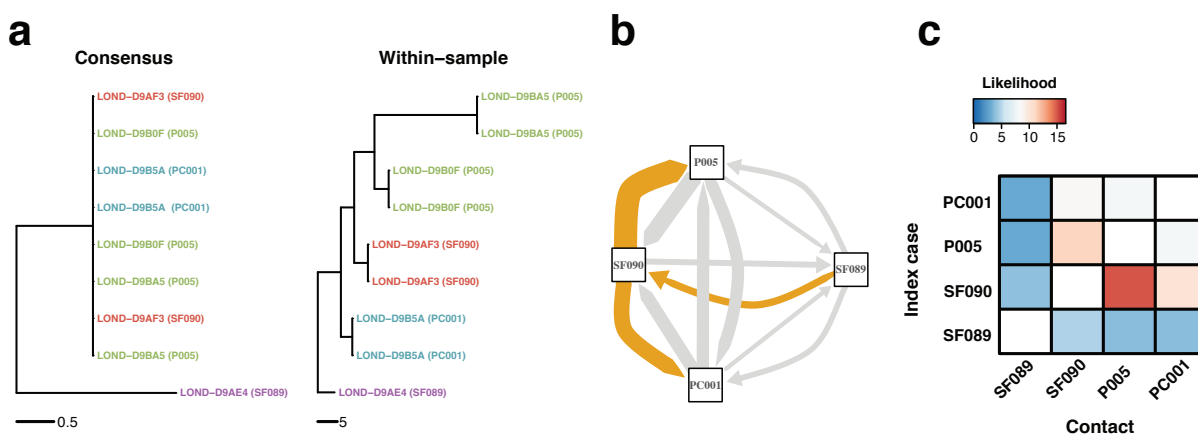 a
Consensus
LOND–D9AF3 (SF090)
LOND–D9B0F (P005)
LOND–D9B5A (PC001)
LOND–D9B5A (PC001)
LOND–D9B0F (P005)
LOND–D9BA5 (P005)
LOND–D9AF3 (SF090)
LOND–D9BA5 (P005)
LOND–D9AE4 (SF089)
0.5
Within–sample
LOND–D9BA5 (P005)
LOND–D9BA5 (P005)
LOND–D9B0F (P005)
LOND–D9B0F (P005)
LOND–D9AF3 (SF090)
LOND–D9AF3 (SF090)
LOND–D9B5A (PC001)
LOND–D9B5A (PC001)
LOND–D9AE4 (SF089)
5
b
P005
SF090
SF089
PC001
c
Likelihood
0 5 10 15
Index case
PC001
P005
SF090
SF089
SF089 SF090 P005 PC001
Contact